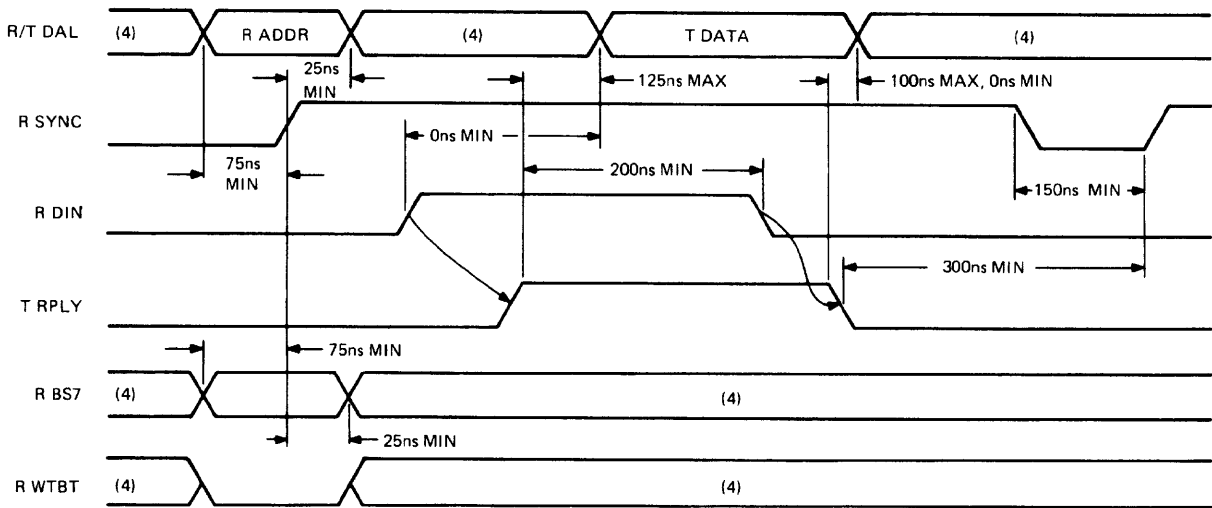 R/T DAL (4) R ADDR (4) T DATA (4)
25ns MIN
125ns MAX
100ns MAX, 0ns MIN
R SYNC
75ns MIN
0ns MIN
200ns MIN
150ns MIN
R DIN
300ns MIN
T RPLY
75ns MIN
R BS7 (4) (4)
25ns MIN
R WTBT (4) (4)